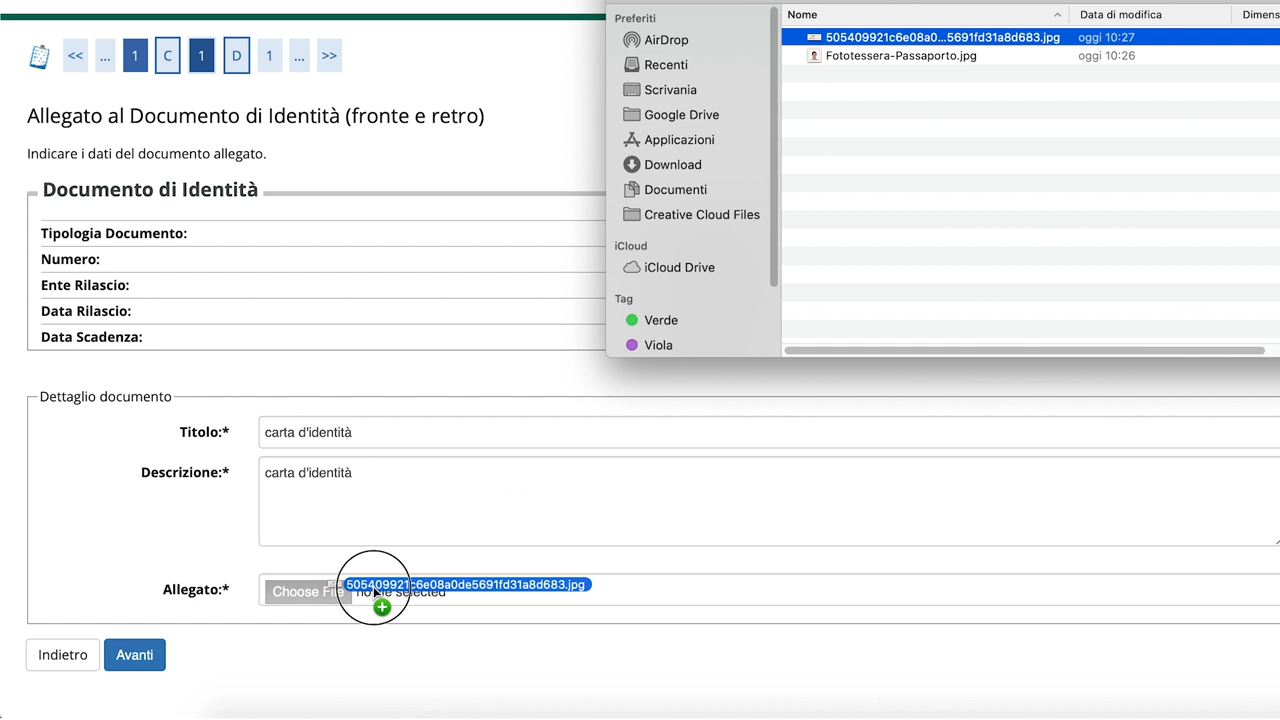 << ... 1 C 1 D 1 ... >>
Allegato al Documento di Identità (fronte e retro)
Indicare i dati del documento allegato.
Documento di Identità
Tipologia Documento:
Numero:
Ente Rilascio:
Data Rilascio:
Data Scadenza:
Preferiti
AirDrop
Recenti
Scrivania
Google Drive
Applicazioni
Download
Documenti
Creative Cloud Files
iCloud
iCloud Drive
Tag
Verde
Viola
Nome Data di modifica Dimens
505409921c6e08a0...5691fd31a8d683.jpg oggi 10:27
Fototessera-Passaporto.jpg oggi 10:26
Dettaglio documento
Titolo:* carta d'identità
Descrizione:* carta d'identità
505409921c6e08a0de5691fd31a8d683.jpg
Allegato:* Choose File no file selected
Indietro Avanti